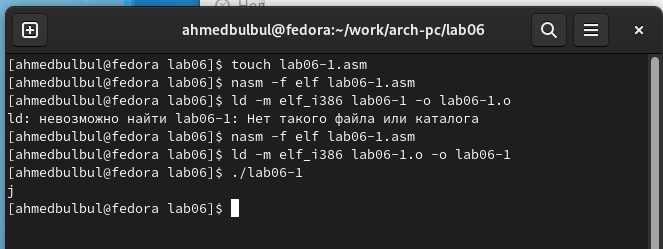 Нет
ahmedbulbul@fedora:~/work/arch-pc/lab06
[ahmedbulbul@fedora lab06]$ touch lab06-1.asm
[ahmedbulbul@fedora lab06]$ nasm -f elf lab06-1.asm
[ahmedbulbul@fedora lab06]$ ld -m elf_i386 lab06-1 -o lab06-1.o
ld: невозможно найти lab06-1: Нет такого файла или каталога
[ahmedbulbul@fedora lab06]$ nasm -f elf lab06-1.asm
[ahmedbulbul@fedora lab06]$ ld -m elf_i386 lab06-1.o -o lab06-1
[ahmedbulbul@fedora lab06]$ ./lab06-1
j
[ahmedbulbul@fedora lab06]$